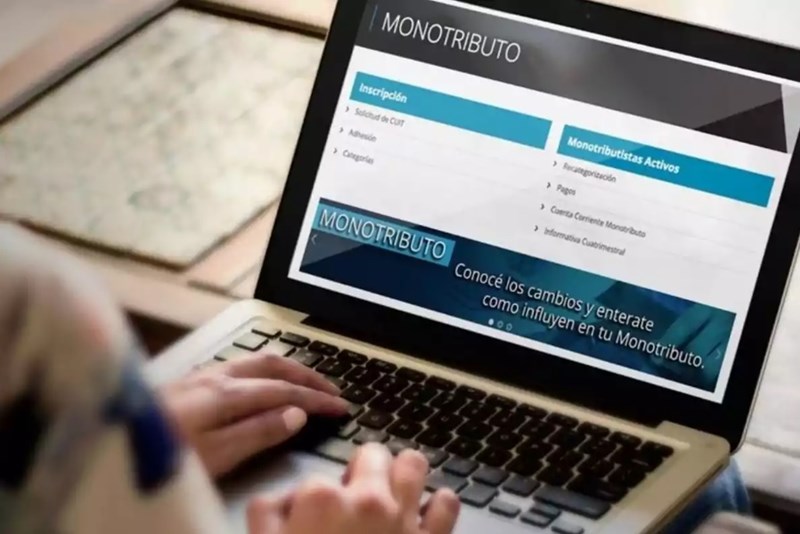 MONOTRIBUTO
Inscripción
Solicitud de CUIT
Adhesión
Categorías
Monotributistas Activos
Recategorización
Pagos
Cuenta Corriente Monotributo
Informativa Cuatrimestral
MONOTRIBUTO
Conocé los cambios y enterate
como influyen en tu Monotributo.